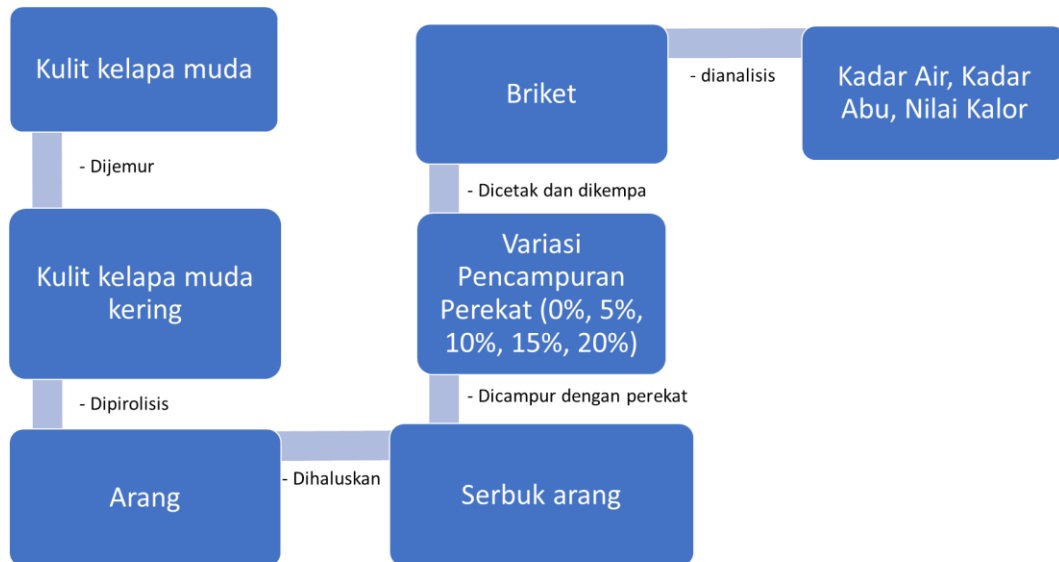 Kulit kelapa muda
- Dijemur
Kulit kelapa muda
kering
- Dipirolisis
Arang
- Dihaluskan
Serbuk arang
- Dicampur dengan perekat
Variasi
Pencampuran
Perekat (0%, 5%,
10%, 15%, 20%)
- Dicetak dan dikempa
Briket
- dianalisis
Kadar Air, Kadar
Abu, Nilai Kalor